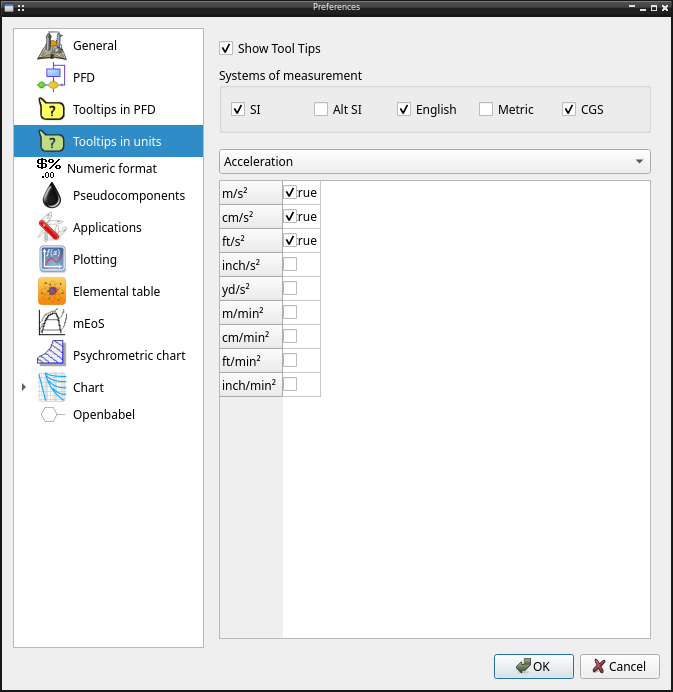 Preferences
General
PFD
Tooltips in PFD
Tooltips in units
$%
.00
Numeric format
Pseudocomponents
Applications
f(x)
Plotting
Elemental table
mEoS
Psychrometric chart
Chart
Openbabel
Show Tool Tips
Systems of measurement
SI Alt SI English Metric CGS
Acceleration
m/s² rue
cm/s² rue
ft/s² rue
inch/s²
yd/s²
m/min²
cm/min²
ft/min²
inch/min²
OK Cancel